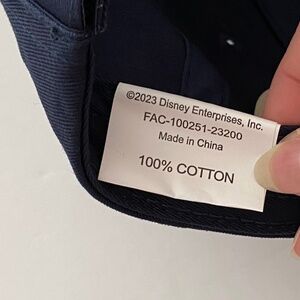 ©2023 Disney Enterprises, Inc.
FAC-100251-23200
Made in China
100% COTTON